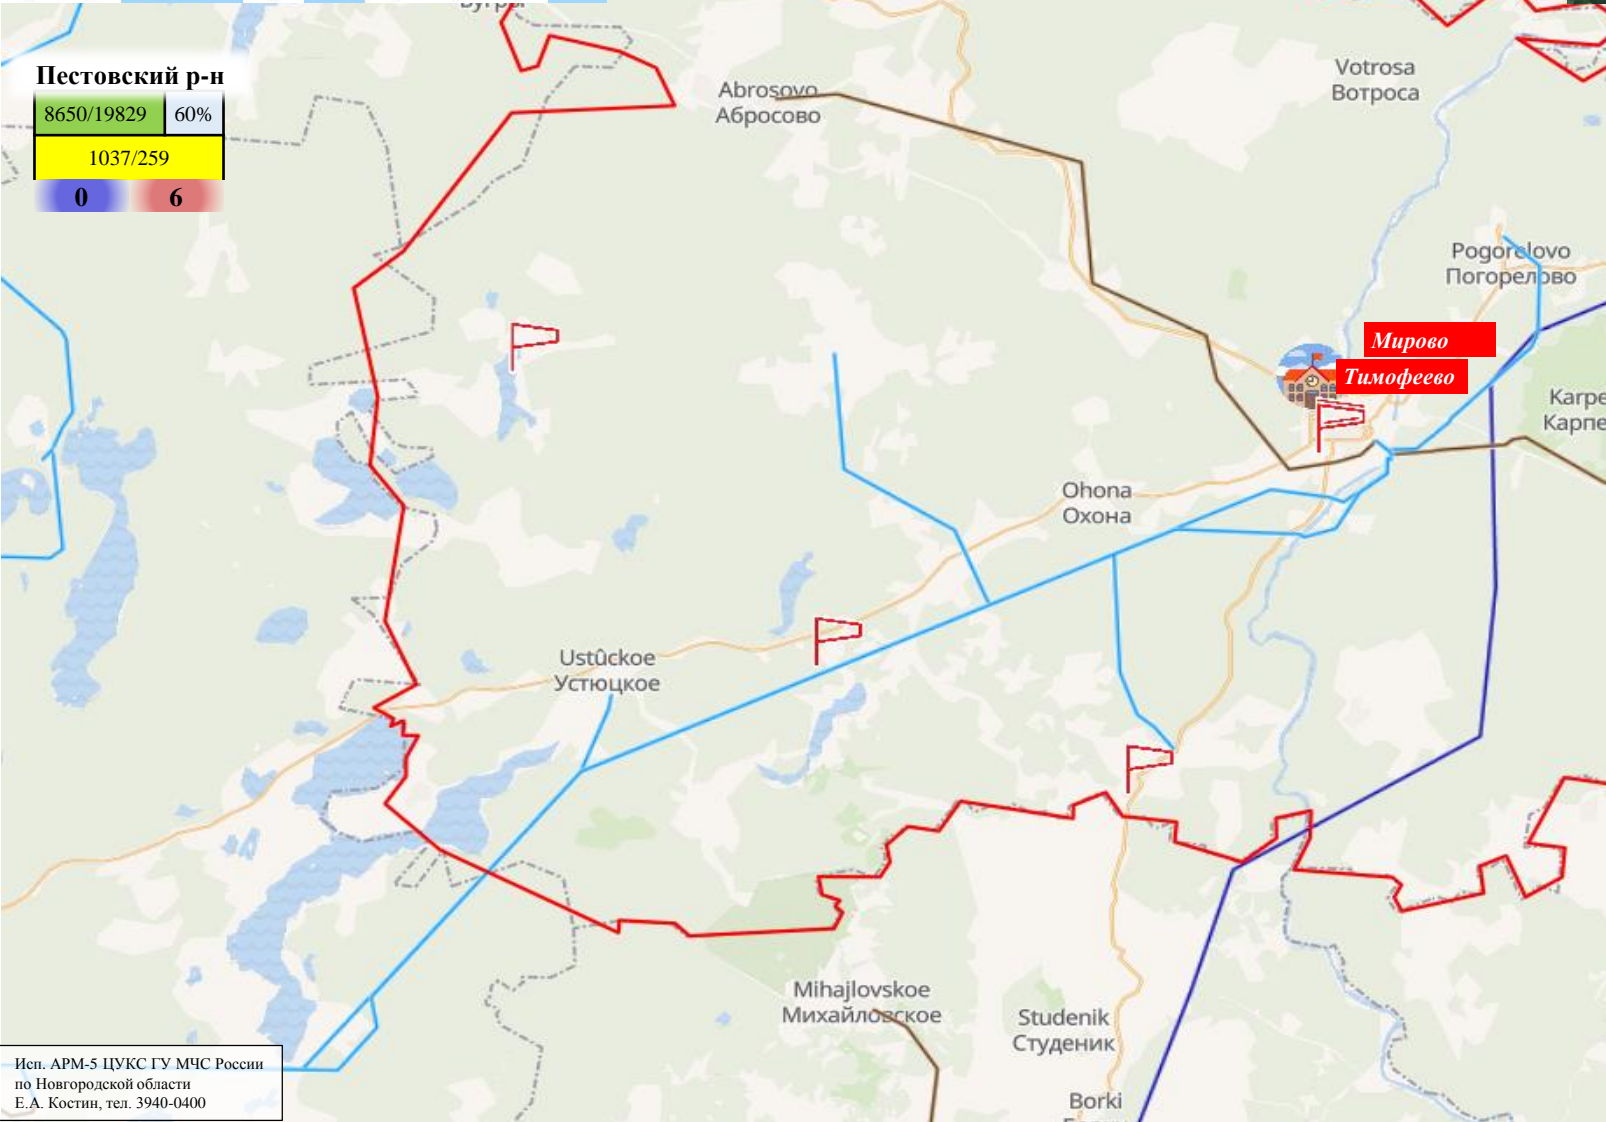 Бугры
Пестовский р-н
8650/19829 60%
1037/259
0 6
Abrosovo
Абросово
Votrosa
Вотроса
Pogorelovo
Погорелово
Мирово
Тимофеево
Karpe
Карпе
Ohona
Охона
Ustûckoe
Устюцкое
Mihajlovskoe
Михайловское
Studenik
Студеник
Borki
Исп. АРМ-5 ЦУКС ГУ МЧС России
по Новгородской области
Е.А. Костин, тел. 3940-0400